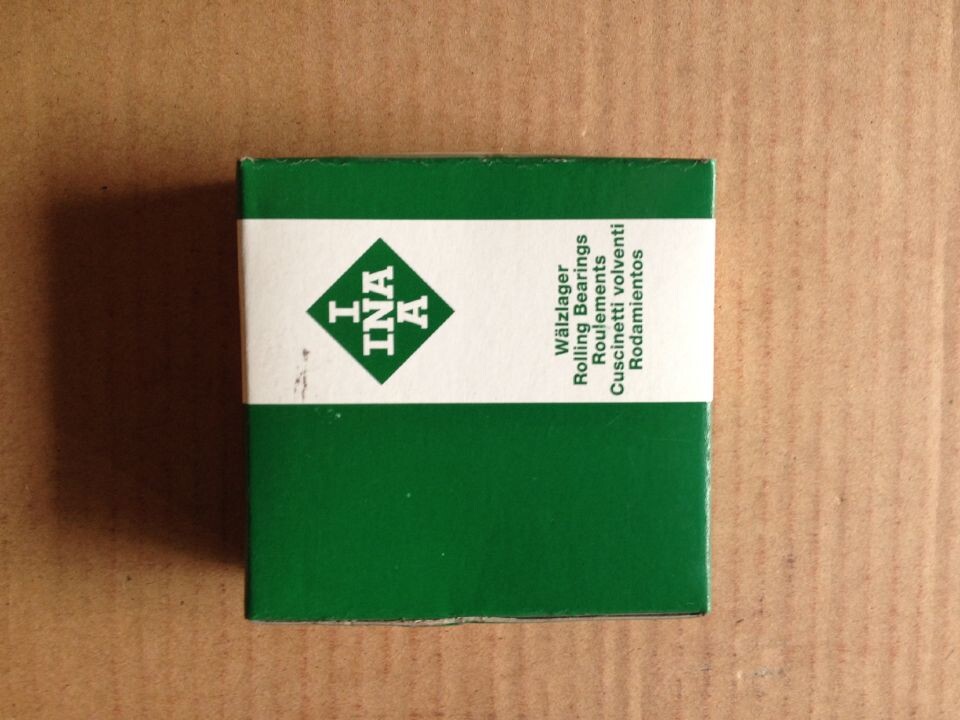 I
INA
A
Wälzlager
Rolling Bearings
Roulements
Cuscinetti volventi
Rodamientos